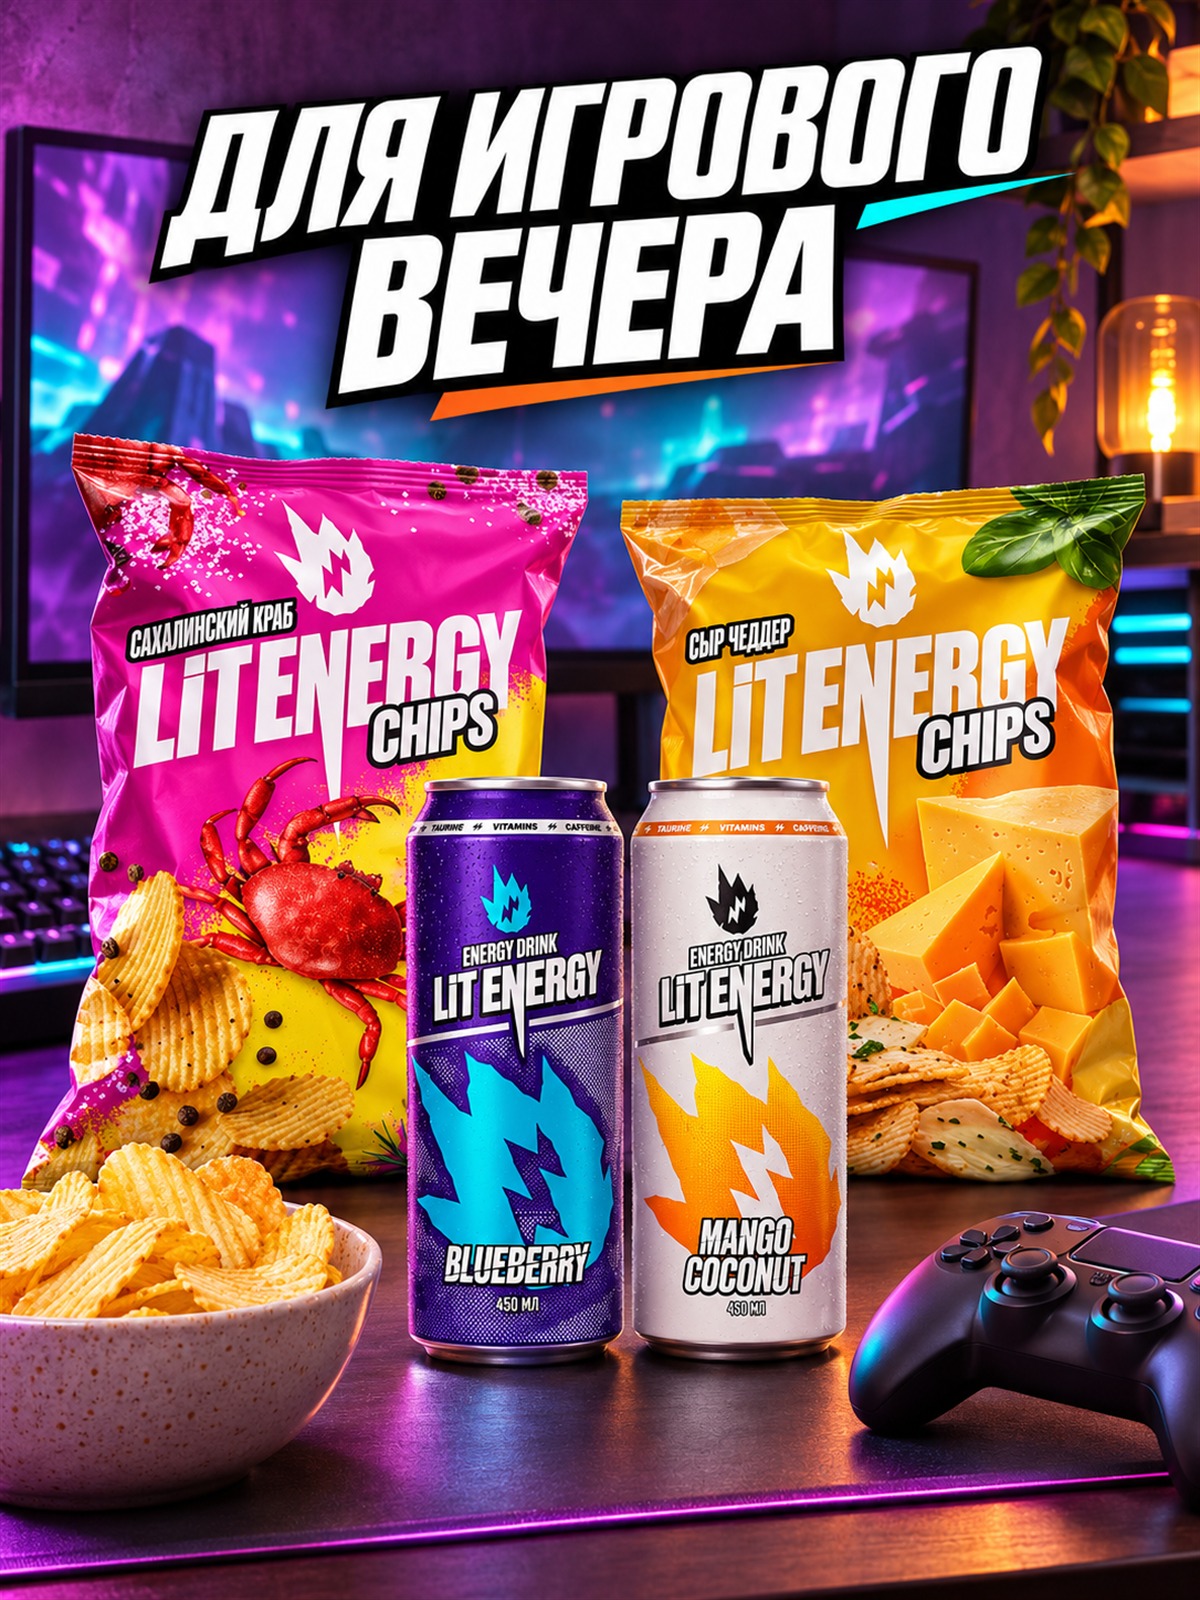 ДЛЯ ИГРОВОГО
ВЕЧЕРА
САХАЛИНСКИЙ КРАБ
LiTENERGY
CHIPS
СЫР ЧЕДДЕР
LiTENERGY
CHIPS
TAURINE VITAMINS CAFFEINE
ENERGY DRINK
LiT ENERGY
BLUEBERRY
450 МЛ
TAURINE VITAMINS CAFFEINE
ENERGY DRINK
LiT ENERGY
MANGO
COCONUT
450 МЛ